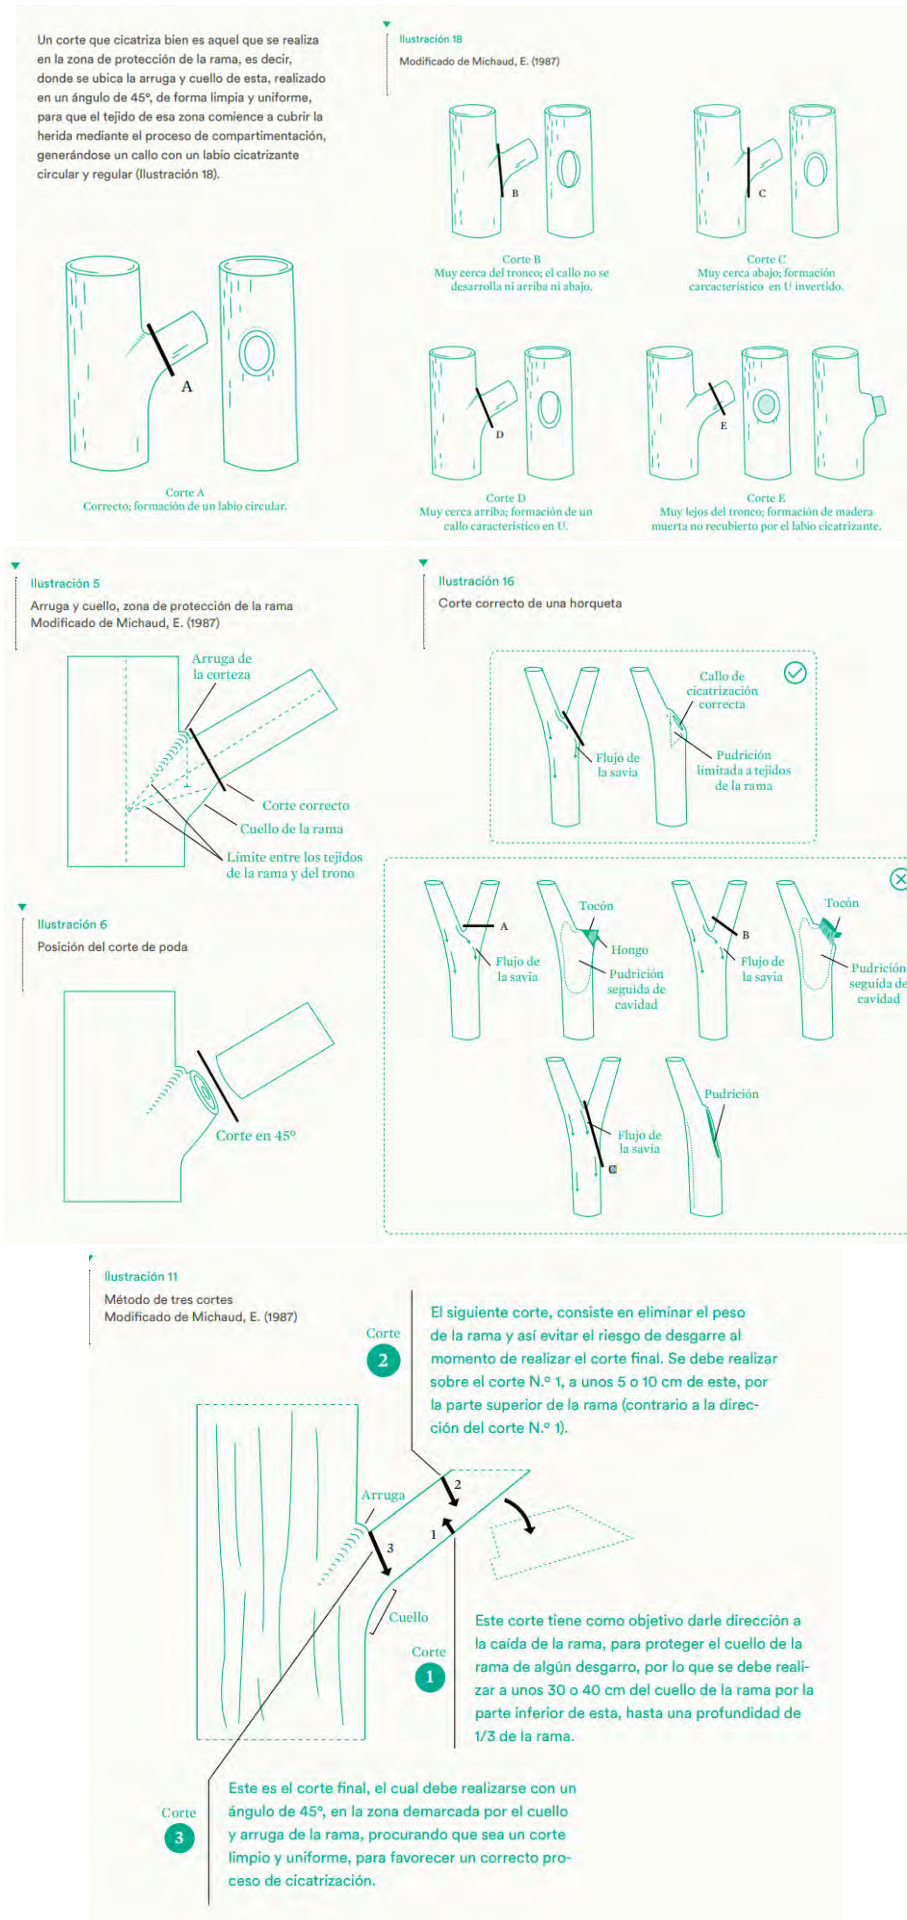 Un corte que cicatriza bien es aquel que se realiza
en la zona de protección de la rama, es decir,
donde se ubica la arruga y cuello de esta, realizado
en un ángulo de 45º, de forma limpia y uniforme,
para que el tejido de esa zona comience a cubrir la
herida mediante el proceso de compartimentación,
generándose un callo con un labio cicatrizante
circular y regular (Ilustración 18).
A
Corte A
Correcto; formación de un labio circular.
Ilustración 18
Modificado de Michaud, E. (1987)
B
Corte B
Muy cerca del tronco; el callo no se
desarrolla ni arriba ni abajo.
C
Corte C
Muy cerca abajo; formación
carcacterístico en U invertido.
D
Corte D
Muy cerca arriba; formación de un
callo característico en U.
E
Corte E
Muy lejos del tronco; formación de madera
muerta no recubierto por el labio cicatrizante.
Ilustración 5
Arruga y cuello, zona de protección de la rama
Modificado de Michaud, E. (1987)
Arruga de
la corteza
Corte correcto
Cuello de la rama
Límite entre los tejidos
de la rama y del trono
Ilustración 6
Posición del corte de poda
Corte en 45º
Ilustración 16
Corte correcto de una horqueta
Callo de
cicatrización
correcta
Flujo de
la savia
Pudrición
limitada a tejidos
de la rama
A
Flujo de
la savia
Tocón
Hongo
Pudrición
seguida de
cavidad
B
Flujo de
la savia
Tocón
Pudrición
seguida de
cavidad
Flujo de
la savia
Pudrición
Ilustración 11
Método de tres cortes
Modificado de Michaud, E. (1987)
Corte
2
El siguiente corte, consiste en eliminar el peso
de la rama y así evitar el riesgo de desgarre al
momento de realizar el corte final. Se debe realizar
sobre el corte N.º 1, a unos 5 o 10 cm de este, por
la parte superior de la rama (contrario a la direc-
ción del corte N.º 1).
Arruga
2
1
3
Cuello
Corte
1
Este corte tiene como objetivo darle dirección a
la caída de la rama, para proteger el cuello de la
rama de algún desgarro, por lo que se debe reali-
zar a unos 30 o 40 cm del cuello de la rama por la
parte inferior de esta, hasta una profundidad de
1/3 de la rama.
Corte
3
Este es el corte final, el cual debe realizarse con un
ángulo de 45º, en la zona demarcada por el cuello
y arruga de la rama, procurando que sea un corte
limpio y uniforme, para favorecer un correcto pro-
ceso de cicatrización.